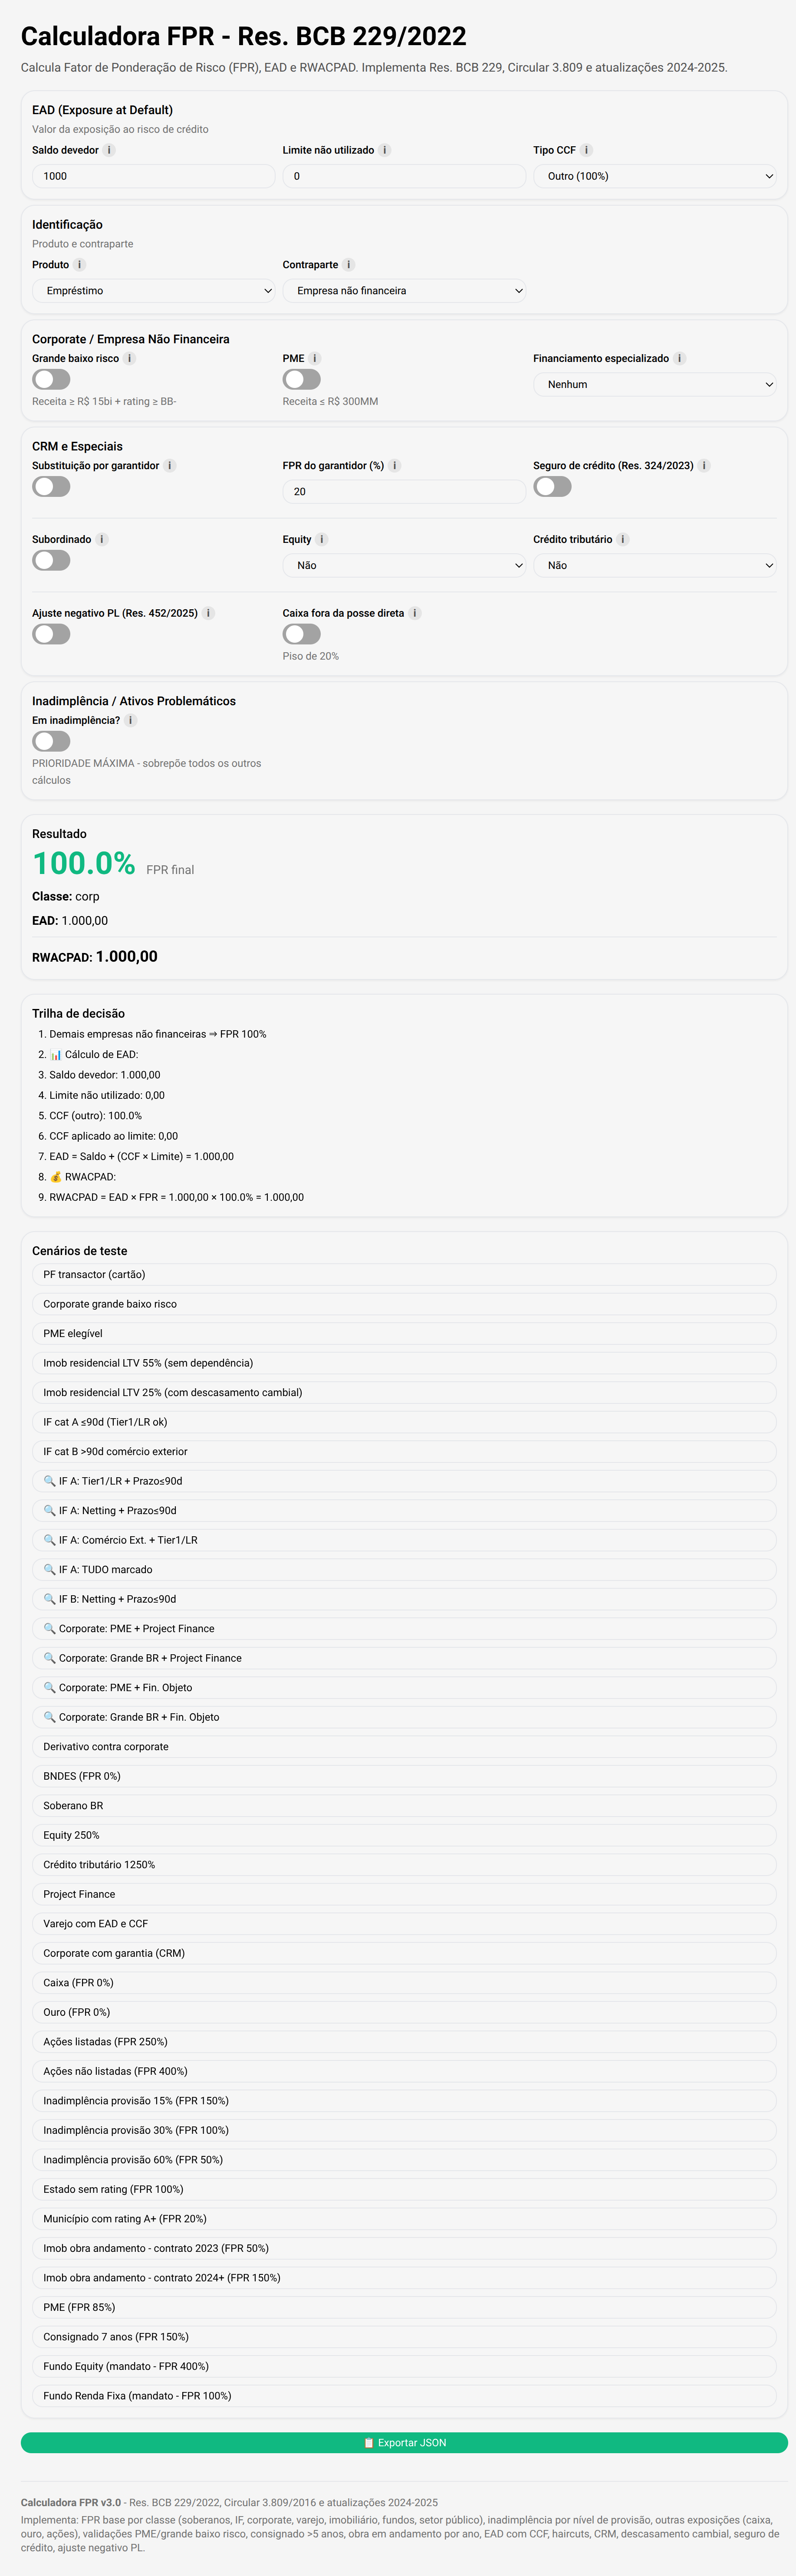 Calculadora FPR - Res. BCB 229/2022
Calcula Fator de Ponderação de Risco (FPR), EAD e RWACPAD. Implementa Res. BCB 229, Circular 3.809 e atualizações 2024-2025.
EAD (Exposure at Default)
Valor da exposição ao risco de crédito
Saldo devedor i
Limite não utilizado i
Tipo CCF i
1000
0
Outro (100%)
Identificação
Produto e contraparte
Produto i
Contraparte i
Empréstimo
Empresa não financeira
Corporate / Empresa Não Financeira
Grande baixo risco i
PME i
Financiamento especializado i
Nenhum
Receita ≥ R$ 15bi + rating ≥ BB-
Receita ≤ R$ 300MM
CRM e Especiais
Substituição por garantidor i
FPR do garantidor (%) i
Seguro de crédito (Res. 324/2023) i
20
Subordinado i
Equity i
Crédito tributário i
Não
Não
Ajuste negativo PL (Res. 452/2025) i
Caixa fora da posse direta i
Piso de 20%
Inadimplência / Ativos Problemáticos
Em inadimplência? i
PRIORIDADE MÁXIMA - sobrepõe todos os outros
cálculos
Resultado
100.0% FPR final
Classe: corp
EAD: 1.000,00
RWACPAD: 1.000,00
Trilha de decisão
1. Demais empresas não financeiras ⇒ FPR 100%
2. 📊 Cálculo de EAD:
3. Saldo devedor: 1.000,00
4. Limite não utilizado: 0,00
5. CCF (outro): 100.0%
6. CCF aplicado ao limite: 0,00
7. EAD = Saldo + (CCF × Limite) = 1.000,00
8. 💰 RWACPAD:
9. RWACPAD = EAD × FPR = 1.000,00 × 100.0% = 1.000,00
Cenários de teste
PF transactor (cartão)
Corporate grande baixo risco
PME elegível
Imob residencial LTV 55% (sem dependência)
Imob residencial LTV 25% (com descasamento cambial)
IF cat A ≤90d (Tier1/LR ok)
IF cat B >90d comércio exterior
🔍 IF A: Tier1/LR + Prazo≤90d
🔍 IF A: Netting + Prazo≤90d
🔍 IF A: Comércio Ext. + Tier1/LR
🔍 IF A: TUDO marcado
🔍 IF B: Netting + Prazo≤90d
🔍 Corporate: PME + Project Finance
🔍 Corporate: Grande BR + Project Finance
🔍 Corporate: PME + Fin. Objeto
🔍 Corporate: Grande BR + Fin. Objeto
Derivativo contra corporate
BNDES (FPR 0%)
Soberano BR
Equity 250%
Crédito tributário 1250%
Project Finance
Varejo com EAD e CCF
Corporate com garantia (CRM)
Caixa (FPR 0%)
Ouro (FPR 0%)
Ações listadas (FPR 250%)
Ações não listadas (FPR 400%)
Inadimplência provisão 15% (FPR 150%)
Inadimplência provisão 30% (FPR 100%)
Inadimplência provisão 60% (FPR 50%)
Estado sem rating (FPR 100%)
Município com rating A+ (FPR 20%)
Imob obra andamento - contrato 2023 (FPR 50%)
Imob obra andamento - contrato 2024+ (FPR 150%)
PME (FPR 85%)
Consignado 7 anos (FPR 150%)
Fundo Equity (mandato - FPR 400%)
Fundo Renda Fixa (mandato - FPR 100%)
📋 Exportar JSON
Calculadora FPR v3.0 - Res. BCB 229/2022, Circular 3.809/2016 e atualizações 2024-2025
Implementa: FPR base por classe (soberanos, IF, corporate, varejo, imobiliário, fundos, setor público), inadimplência por nível de provisão, outras exposições (caixa,
ouro, ações), validações PME/grande baixo risco, consignado >5 anos, obra em andamento por ano, EAD com CCF, haircuts, CRM, descasamento cambial, seguro de
crédito, ajuste negativo PL.